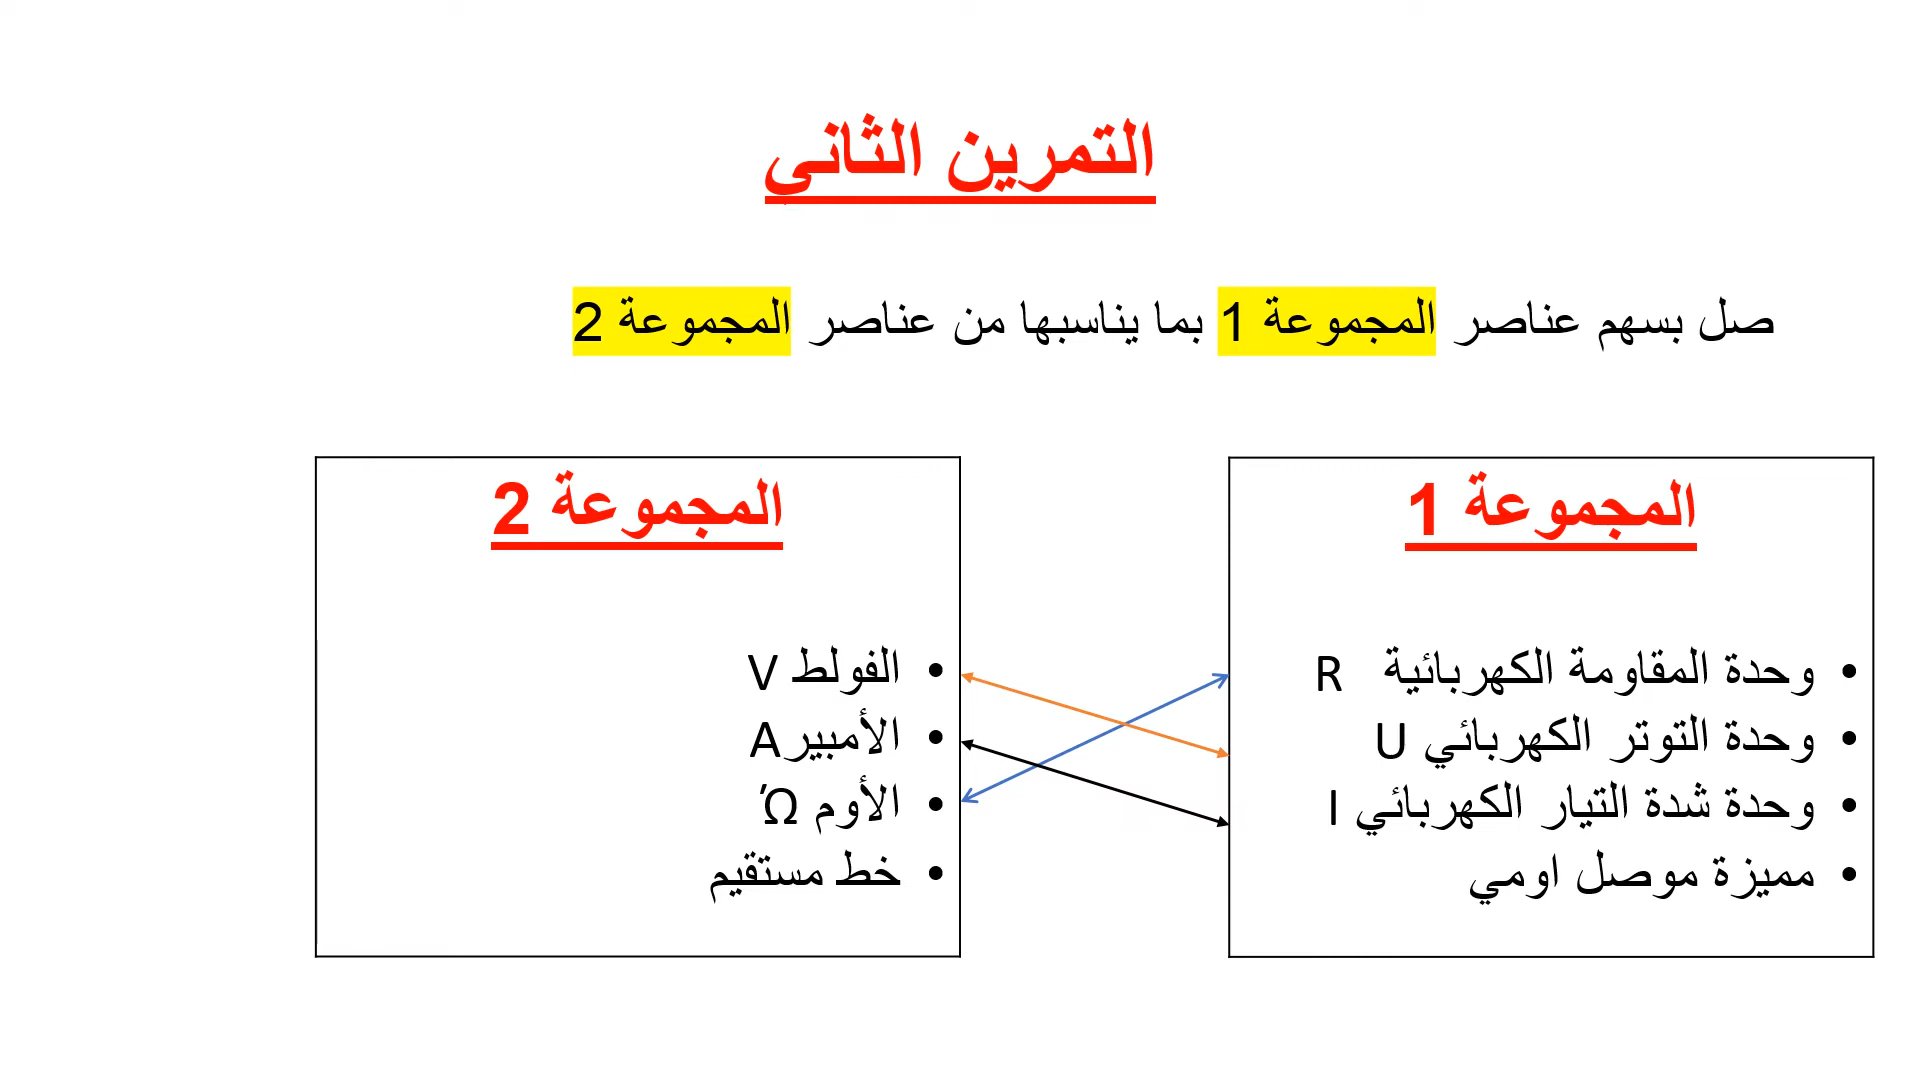 التمرين الثاني
صل بسهم عناصر المجموعة 1 بما يناسبها من عناصر المجموعة 2
المجموعة 1
• وحدة المقاومة الكهربائية R
• وحدة التوتر الكهربائي U
• وحدة شدة التيار الكهربائي I
• مميزة موصل اومي
المجموعة 2
• الفولط V
• الأمبيرA
• الأوم Ώ
• خط مستقيم